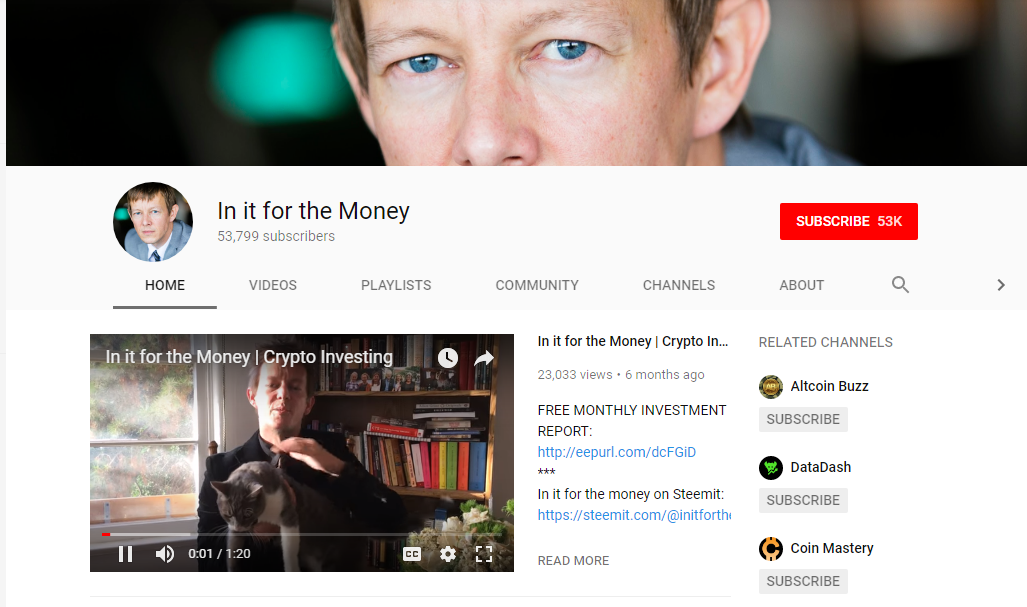 In it for the Money
53,799 subscribers
SUBSCRIBE 53K
HOME
VIDEOS
PLAYLISTS
COMMUNITY
CHANNELS
ABOUT
In it for the Money | Crypto Investing
0:01 / 1:20
CC
In it for the Money | Crypto In...
23,033 views • 6 months ago
FREE MONTHLY INVESTMENT
REPORT:
http://eepurl.com/dcFGiD
***
In it for the money on Steemit:
https://steemit.com/@initforthe
READ MORE
RELATED CHANNELS
Altcoin Buzz
SUBSCRIBE
DataDash
SUBSCRIBE
Coin Mastery
SUBSCRIBE